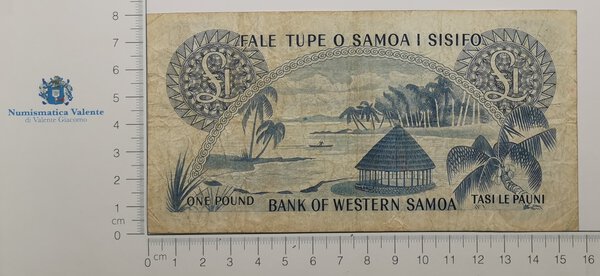 FALE TUPE O SAMOA I SISIFO
£1
£1
Numismatica Valente
di Valente Giacomo
ONE POUND
BANK OF WESTERN SAMOA
TASI LE PAUNI
8
7
6
5
4
3
2
1
cm
0
0 cm 1 2 3 4 5 6 7 8 9 10 11 12 13 14 15 16